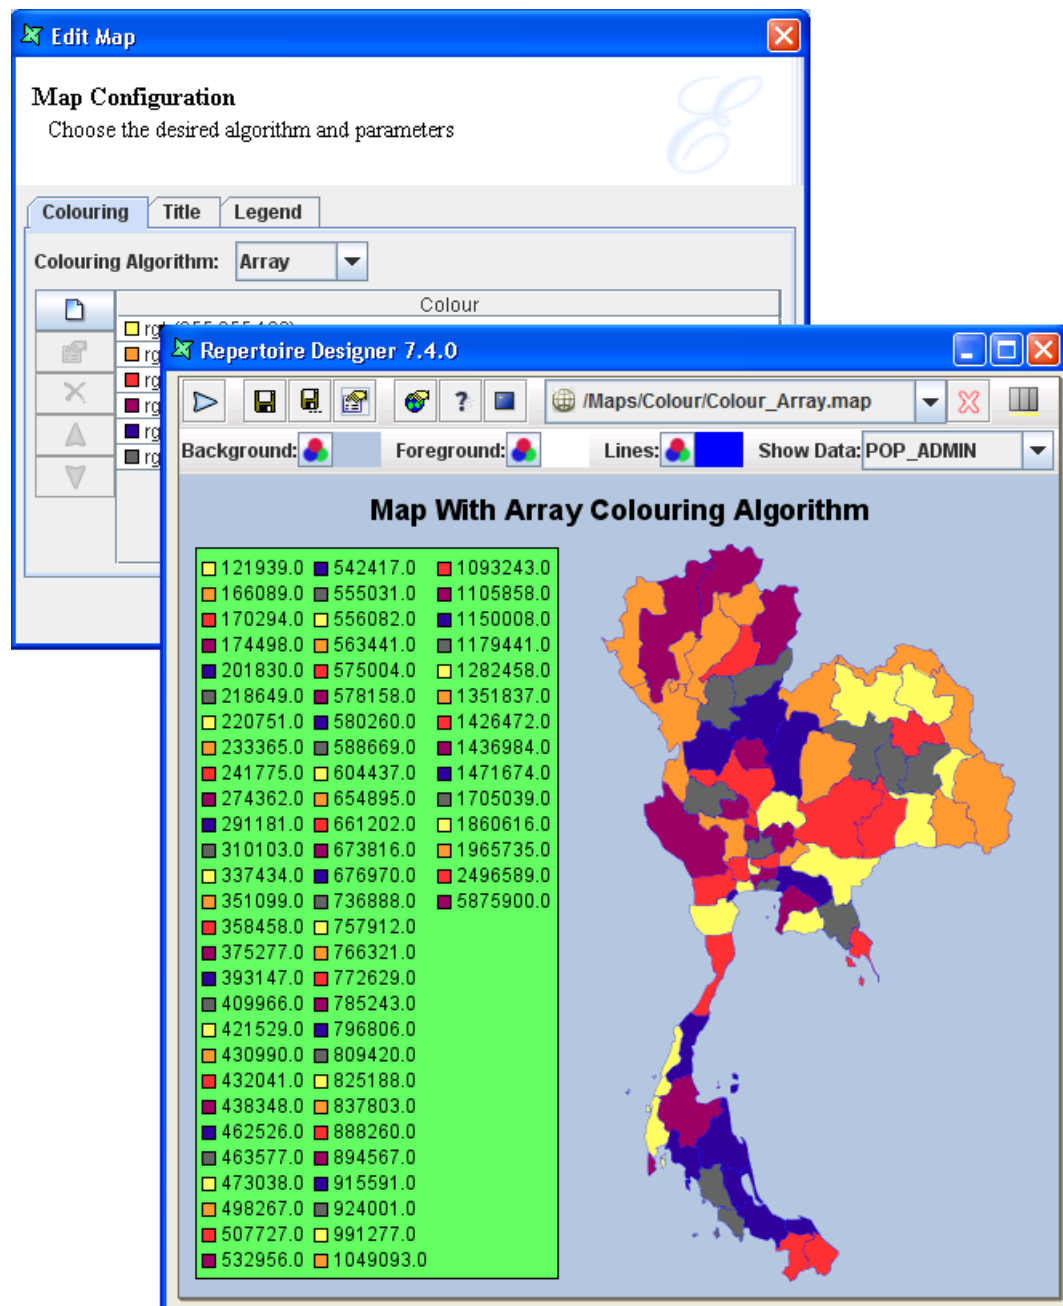 Edit Map
Map Configuration
Choose the desired algorithm and parameters
Colouring Title Legend
Colouring Algorithm: Array
Colour
Repertoire Designer 7.4.0
/Maps/Colour/Colour_Array.map
Background: Foreground: Lines: Show Data: POP_ADMIN
Map With Array Colouring Algorithm
121939.0 542417.0 1093243.0
166089.0 555031.0 1105858.0
170294.0 556082.0 1150008.0
174498.0 563441.0 1179441.0
201830.0 575004.0 1282458.0
218649.0 578158.0 1351837.0
220751.0 580260.0 1426472.0
233365.0 588669.0 1436984.0
241775.0 604437.0 1471674.0
274362.0 654895.0 1705039.0
291181.0 661202.0 1860616.0
310103.0 673816.0 1965735.0
337434.0 676970.0 2496589.0
351099.0 736888.0 5875900.0
358458.0 757912.0
375277.0 766321.0
393147.0 772629.0
409966.0 785243.0
421529.0 796806.0
430990.0 809420.0
432041.0 825188.0
438348.0 837803.0
462526.0 888260.0
463577.0 894567.0
473038.0 915591.0
498267.0 924001.0
507727.0 991277.0
532956.0 1049093.0